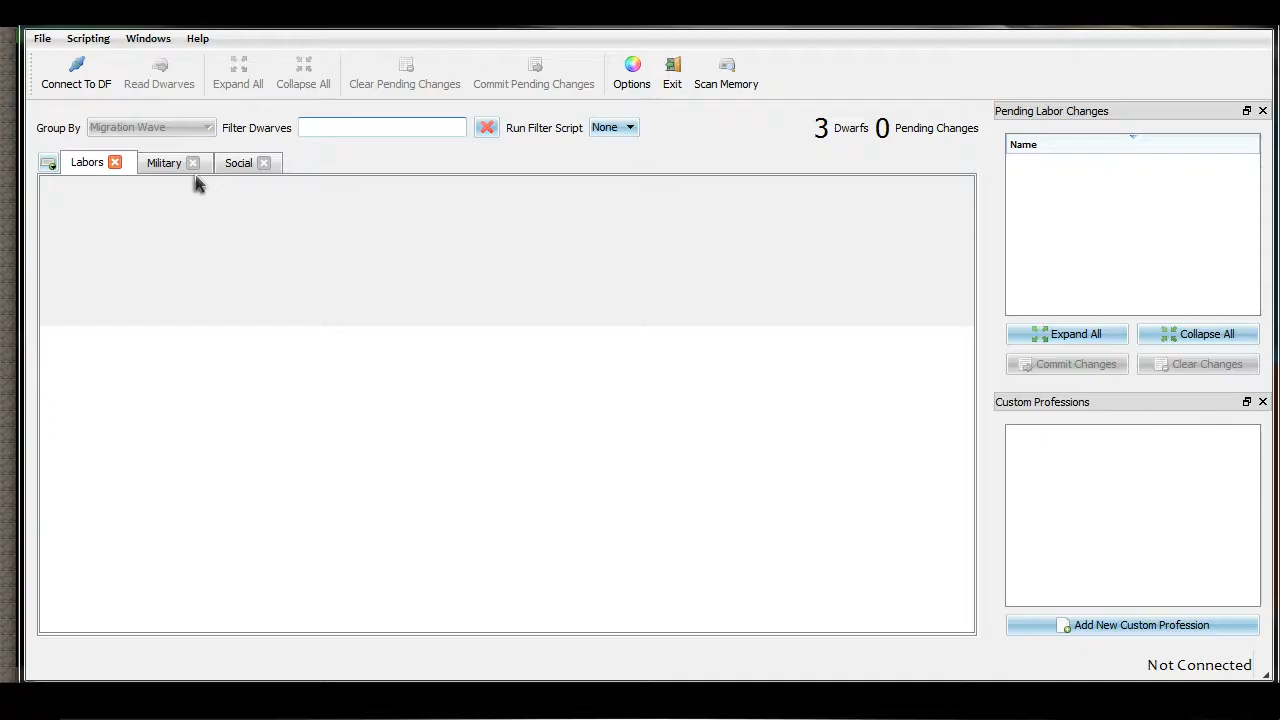 File Scripting Windows Help
Connect To DF Read Dwarves Expand All Collapse All Clear Pending Changes Commit Pending Changes Options Exit Scan Memory
Group By Migration Wave Filter Dwarves Run Filter Script None 3 Dwarfs 0 Pending Changes
Labors Military Social
Pending Labor Changes
Name
Expand All Collapse All
Commit Changes Clear Changes
Custom Professions
Add New Custom Profession
Not Connected